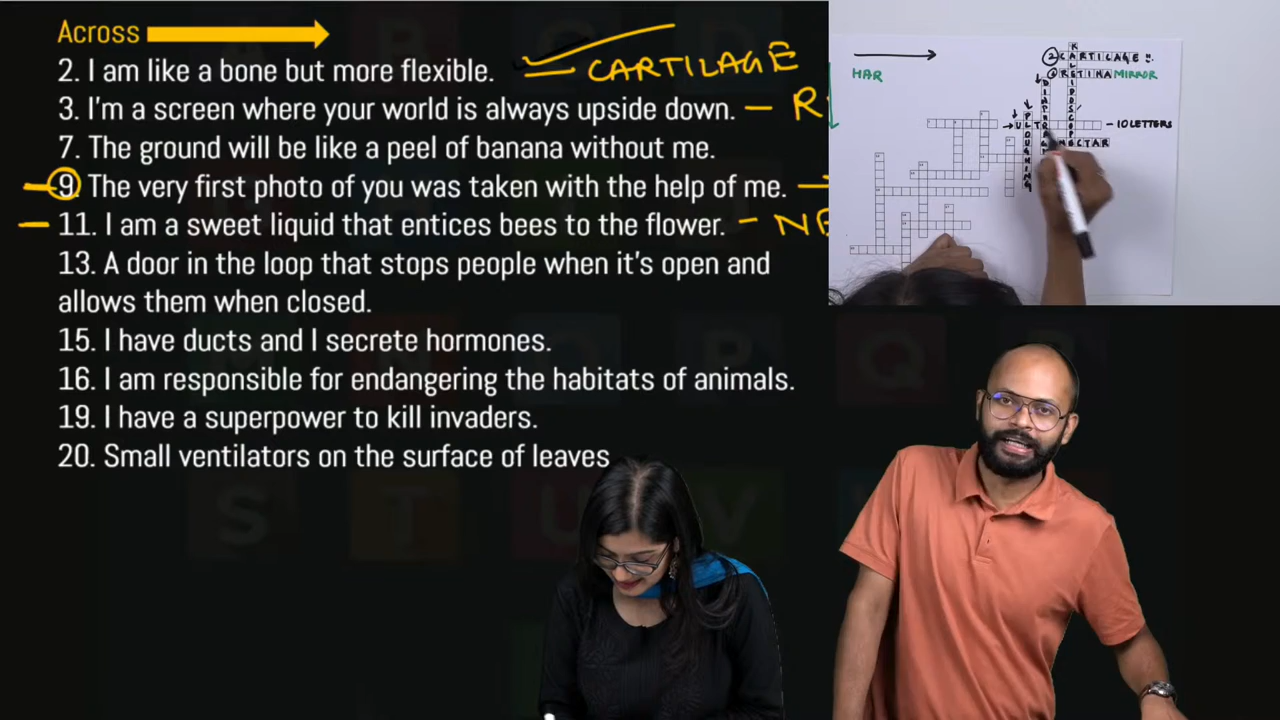 Across
2. I am like a bone but more flexible. – CARTILAGE
3. I'm a screen where your world is always upside down. – R
7. The ground will be like a peel of banana without me.
9. The very first photo of you was taken with the help of me. –
11. I am a sweet liquid that entices bees to the flower. – NE
13. A door in the loop that stops people when it's open and
allows them when closed.
15. I have ducts and I secrete hormones.
16. I am responsible for endangering the habitats of animals.
19. I have a superpower to kill invaders.
20. Small ventilators on the surface of leaves
HAR
2 CARTILAGE
RETINA MIRROR
KALEIDOSCOPE
PLOUGHING
– 10 LETTERS
NECTAR